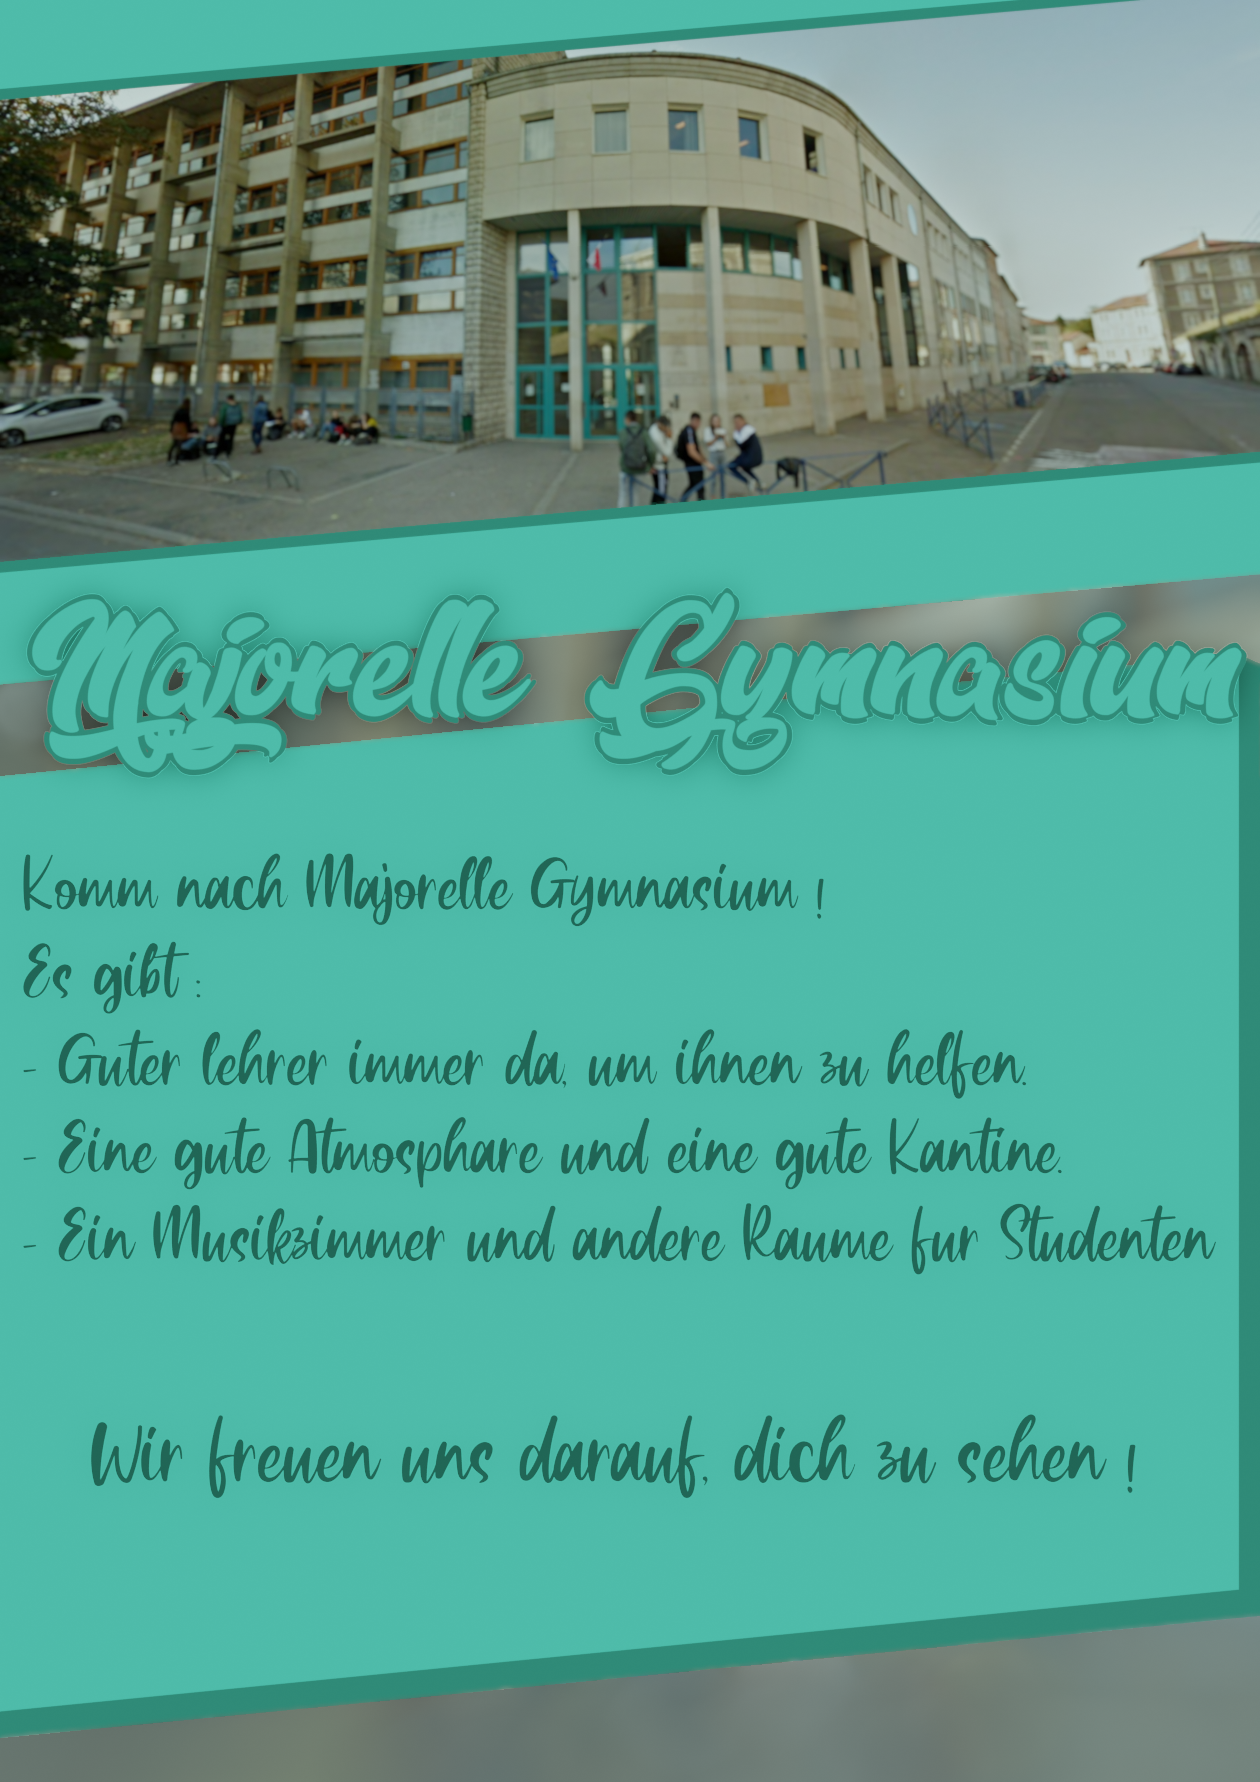 Majorelle Gymnasium
Komm nach Majorelle Gymnasium !
Es gibt :
- Guter lehrer immer da, um ihnen zu helfen.
- Eine gute Atmosphare und eine gute Kantine.
- Ein Musikzimmer und andere Raume fur Studenten
Wir freuen uns darauf, dich zu sehen !